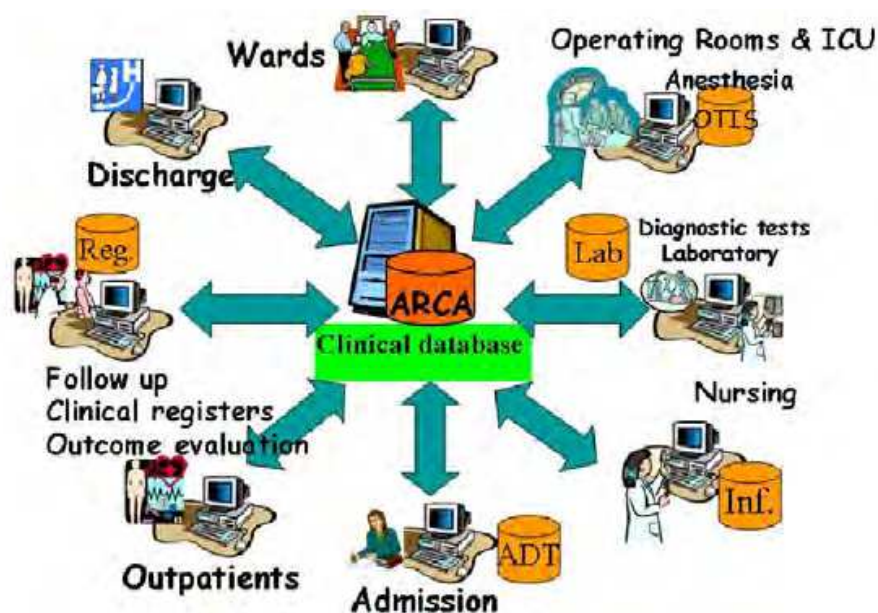 Wards
Operating Rooms & ICU
Anesthesia
OTIS
H
Discharge
Reg.
Lab
Diagnostic tests
Laboratory
ARCA
Clinical database
Follow up
Clinical registers
Outcome evaluation
Nursing
Inf.
ADT
Outpatients
Admission